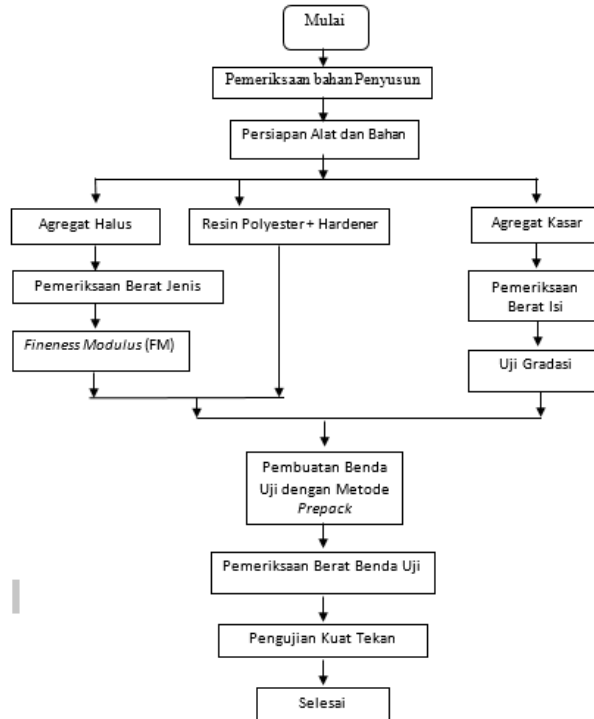 Mulai
Pemeriksaan bahan Penyusun
Persiapan Alat dan Bahan
Agregat Halus
Resin Polyester + Hardener
Agregat Kasar
Pemeriksaan Berat Jenis
Pemeriksaan
Berat Isi
Fineness Modulus (FM)
Uji Gradasi
Pembuatan Benda
Uji dengan Metode
Prepack
Pemeriksaan Berat Benda Uji
Pengujian Kuat Tekan
Selesai